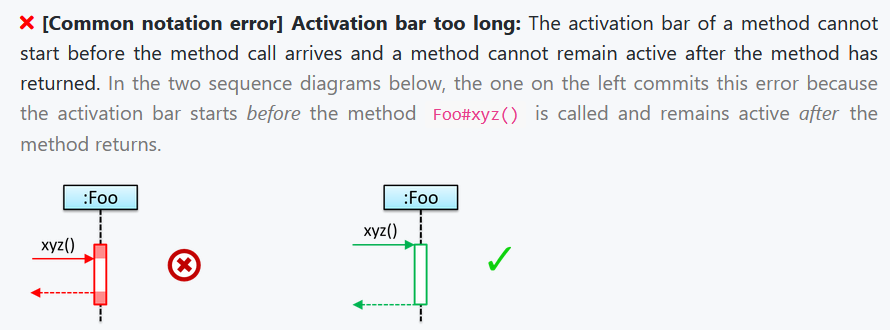 ✖ [Common notation error] Activation bar too long: The activation bar of a method cannot
start before the method call arrives and a method cannot remain active after the method has
returned. In the two sequence diagrams below, the one on the left commits this error because
the activation bar starts before the method Foo#xyz() is called and remains active after the
method returns.
:Foo
xyz()
:Foo
xyz()